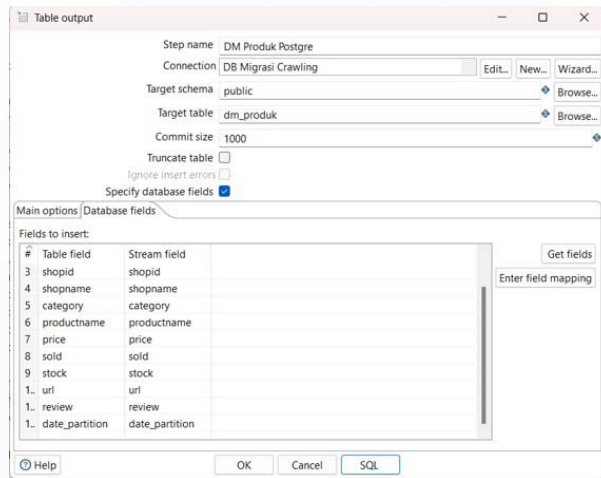 Table output
Step name DM Produk Postgre
Connection DB Migrasi Crawling Edit... New... Wizard...
Target schema public Browse...
Target table dm_produk Browse...
Commit size 1000
Truncate table
Ignore insert errors
Specify database fields
Main options Database fields
Fields to insert:
# Table field Stream field Get fields
3 shopid shopid Enter field mapping
4 shopname shopname
5 category category
6 productname productname
7 price price
8 sold sold
9 stock stock
1.. url url
1.. review review
1.. date_partition date_partition
Help OK Cancel SQL